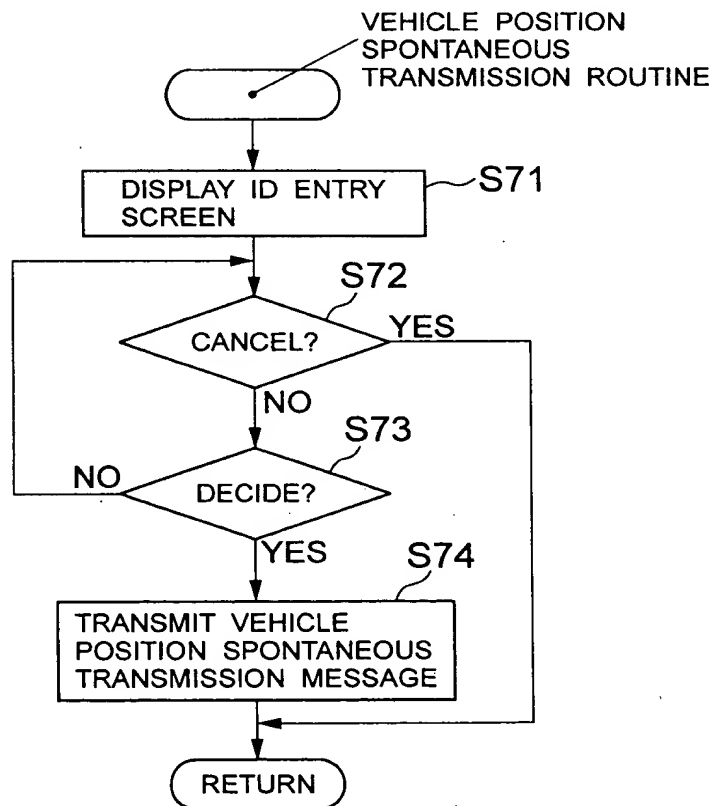 VEHICLE POSITION
SPONTANEOUS
TRANSMISSION ROUTINE
DISPLAY ID ENTRY
SCREEN
S71
S72
CANCEL?
YES
NO
S73
NO
DECIDE?
YES
S74
TRANSMIT VEHICLE
POSITION SPONTANEOUS
TRANSMISSION MESSAGE
RETURN